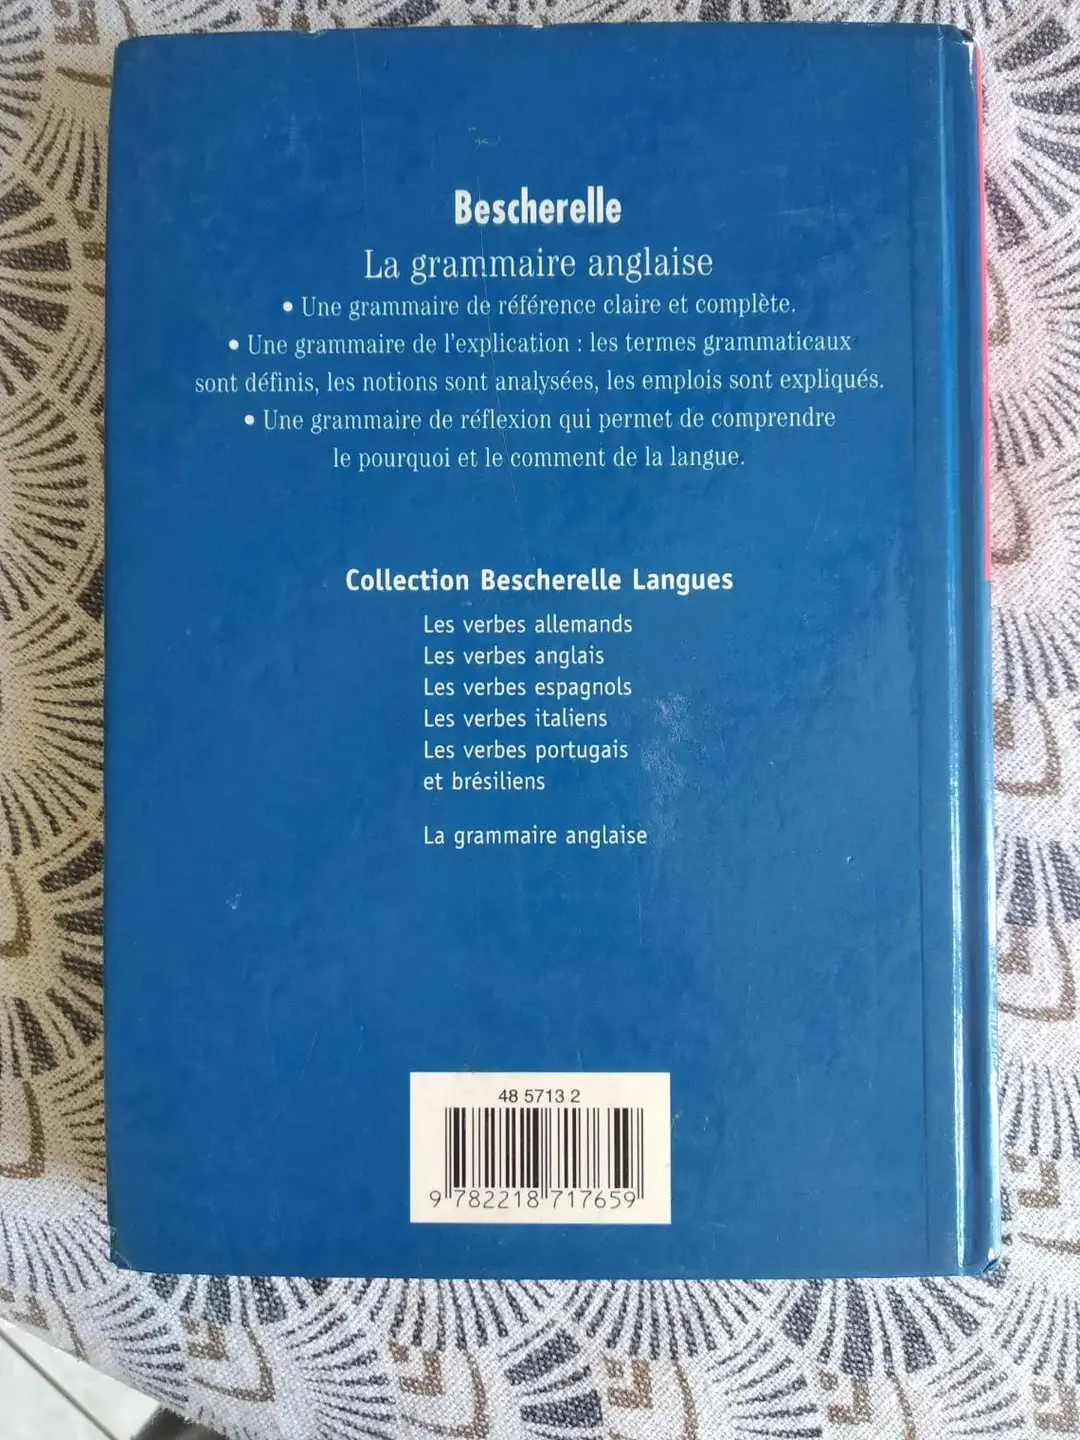 Bescherelle
La grammaire anglaise
• Une grammaire de référence claire et complète.
• Une grammaire de l'explication : les termes grammaticaux
sont définis, les notions sont analysées, les emplois sont expliqués.
• Une grammaire de réflexion qui permet de comprendre
le pourquoi et le comment de la langue.
Collection Bescherelle Langues
Les verbes allemands
Les verbes anglais
Les verbes espagnols
Les verbes italiens
Les verbes portugais
et brésiliens
La grammaire anglaise
48 5713 2
9 782218 717659